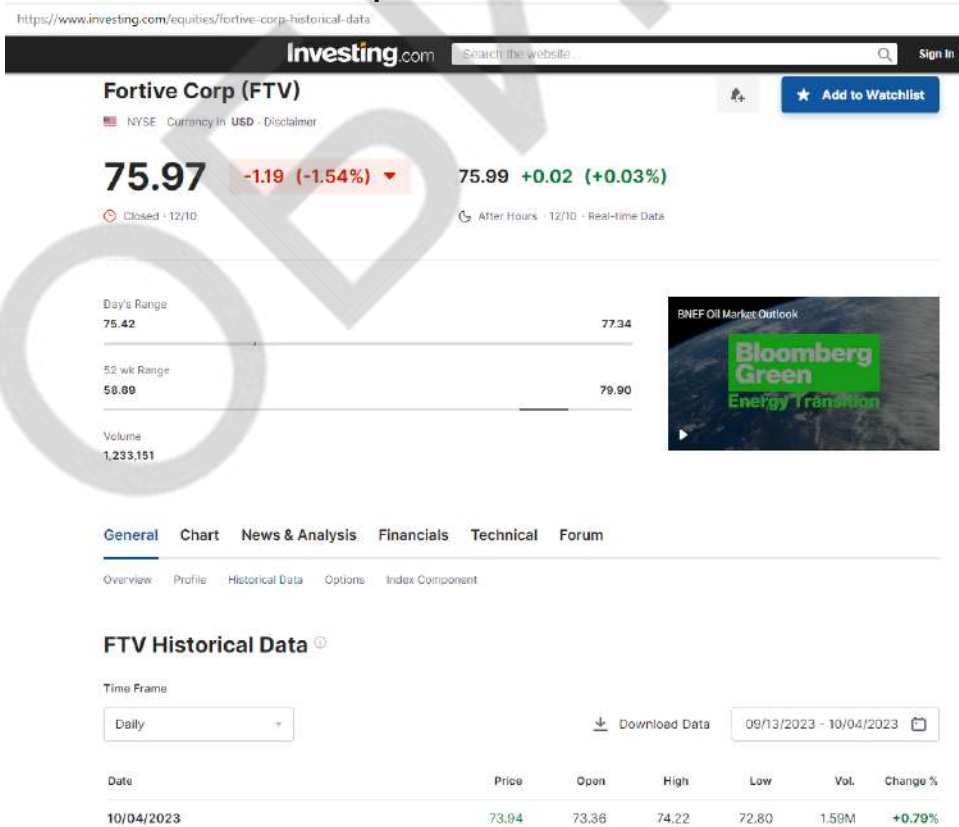 https://www.investing.com/equities/fortive-corp-historical-data
Investing.com Search the website... Sign In
Fortive Corp (FTV) Add to Watchlist
NYSE Currency in USD · Disclaimer
75.97 -1.19 (-1.54%) 75.99 +0.02 (+0.03%)
Closed · 12/10 After Hours · 12/10 · Real-time Data
Day's Range
75.42 77.34
52 wk Range
58.69 79.90
Volume
1,233,151
BNEF Oil Market Outlook
Bloomberg
Green
Energy Transition
General Chart News & Analysis Financials Technical Forum
Overview Profile Historical Data Options Index Component
FTV Historical Data
Time Frame
Daily Download Data 09/13/2023 - 10/04/2023
Date Price Open High Low Vol. Change %
10/04/2023 73.94 73.36 74.22 72.80 1.59M +0.79%